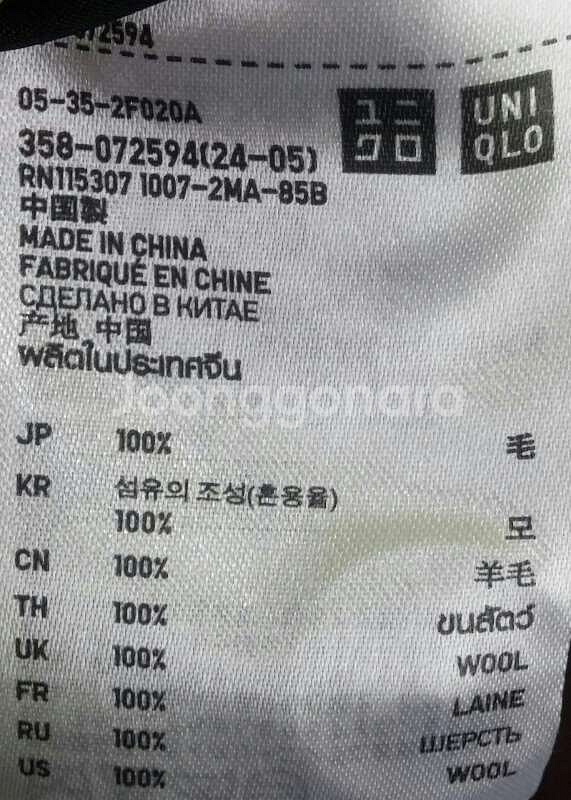 072594
05-35-2F020A
ユニ
クロ
UNI
QLO
358-072594(24-05)
RN115307 1007-2MA-85B
中国製
MADE IN CHINA
FABRIQUÉ EN CHINE
СДЕЛАНО В КИТАЕ
产地 中国
ผลิตในประเทศจีน
Joonggonara
JP 100% 毛
KR 섬유의 조성(혼용율)
100% 모
CN 100% 羊毛
TH 100% ขนสัตว์
UK 100% WOOL
FR 100% LAINE
RU 100% ШЕРСТЬ
US 100% WOOL